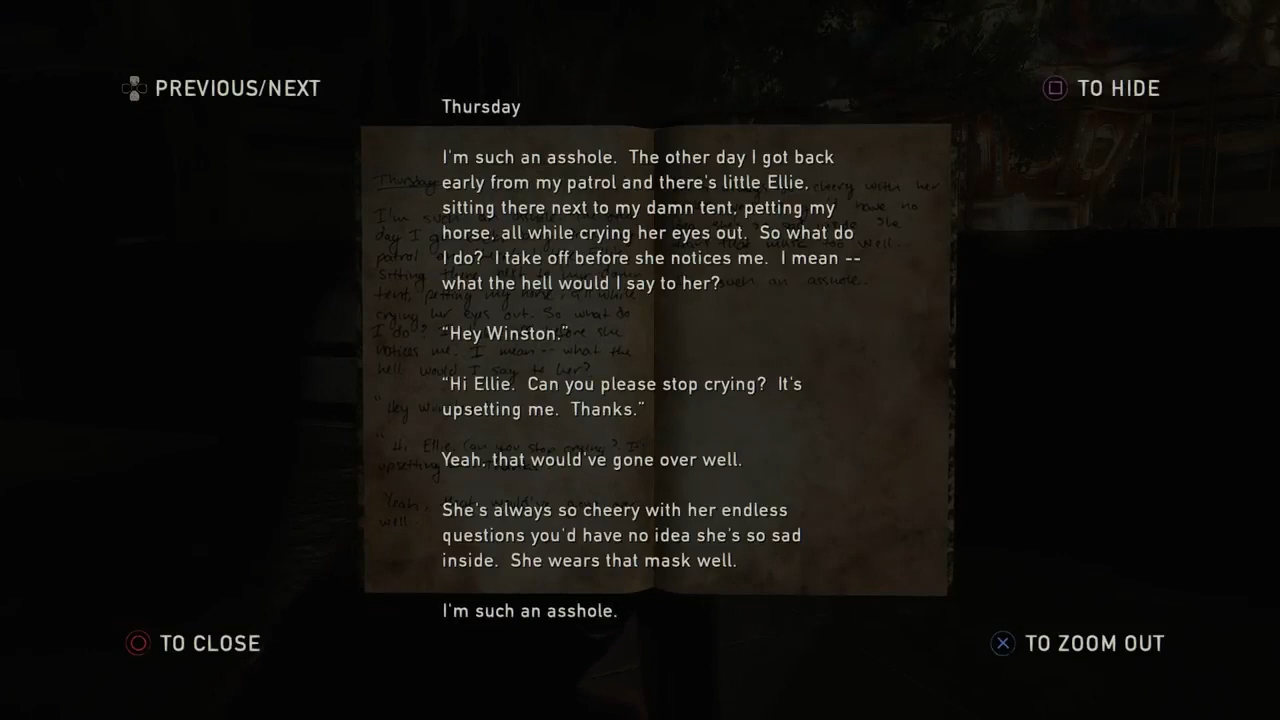 PREVIOUS/NEXT
TO HIDE
Thursday
I'm such an asshole.  The other day I got back
early from my patrol and there's little Ellie,
sitting there next to my damn tent, petting my
horse, all while crying her eyes out.  So what do
I do?  I take off before she notices me.  I mean --
what the hell would I say to her?
“Hey Winston.”
“Hi Ellie.  Can you please stop crying?  It's
upsetting me.  Thanks.”
Yeah, that would've gone over well.
She's always so cheery with her endless
questions you'd have no idea she's so sad
inside.  She wears that mask well.
I'm such an asshole.
TO CLOSE
TO ZOOM OUT